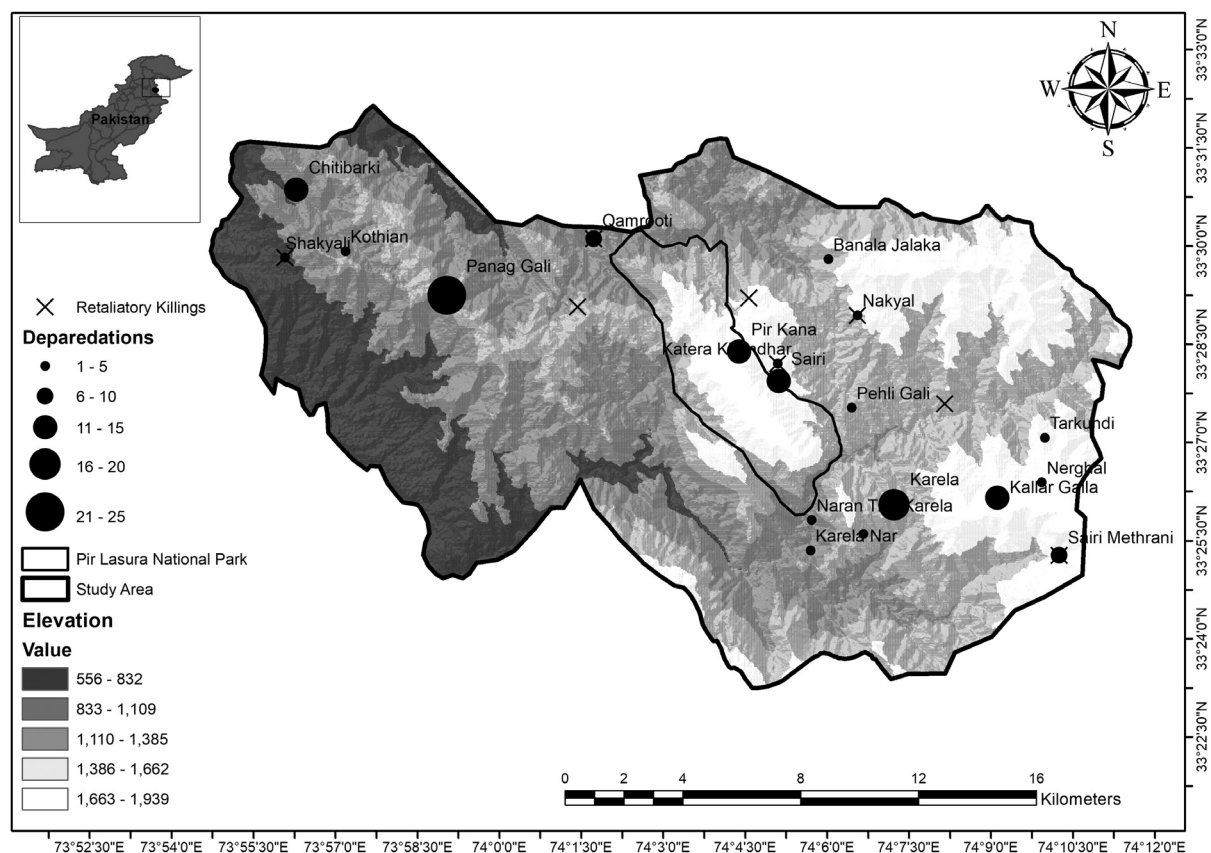 Pakistan
N
W E
S
Chitibarki
Qamrooti
Shakyali
Kothian
Banala Jalaka
Panag Gali
Nakyal
Pir Kana
Sairi
Pehli Gali
Tarkundi
Nerghal
Karela
Kallar Galla
Naran
Karela
Karela Nar
Sairi Methrani
Retaliatory Killings
Deparedations
1 - 5
6 - 10
11 - 15
16 - 20
21 - 25
Pir Lasura National Park
Study Area
Elevation
Value
556 - 832
833 - 1,109
1,110 - 1,385
1,386 - 1,662
1,663 - 1,939
0 2 4 8 12 16
Kilometers
33°33'0"N
33°31'30"N
33°30'0"N
33°28'30"N
33°27'0"N
33°25'30"N
33°24'0"N
33°22'30"N
73°52'30"E 73°54'0"E 73°55'30"E 73°57'0"E 73°58'30"E 74°0'0"E 74°1'30"E 74°3'0"E 74°4'30"E 74°6'0"E 74°7'30"E 74°9'0"E 74°10'30"E 74°12'0"E